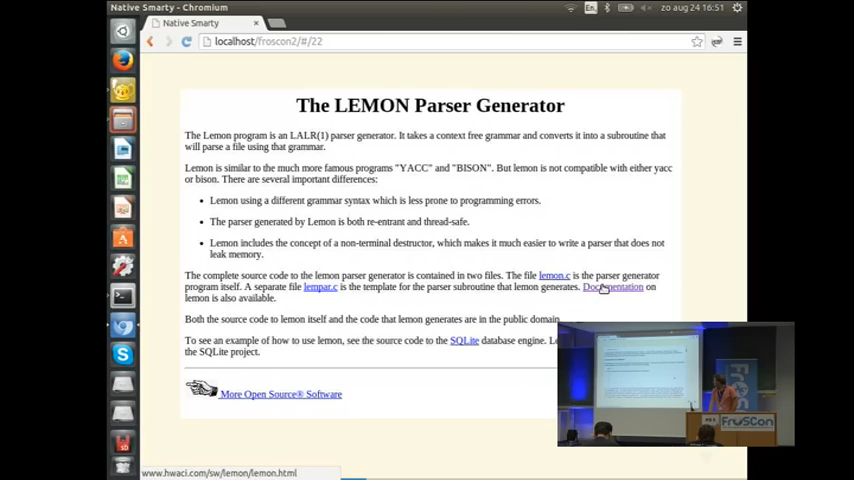 Native Smarty - Chromium
En
zo aug 24 16:51
Native Smarty
localhost/froscon2/#/22
The LEMON Parser Generator
The Lemon program is an LALR(1) parser generator. It takes a context free grammar and converts it into a subroutine that
will parse a file using that grammar.
Lemon is similar to the much more famous programs "YACC" and "BISON". But lemon is not compatible with either yacc
or bison. There are several important differences:
• Lemon using a different grammar syntax which is less prone to programming errors.
• The parser generated by Lemon is both re-entrant and thread-safe.
• Lemon includes the concept of a non-terminal destructor, which makes it much easier to write a parser that does not
leak memory.
The complete source code to the lemon parser generator is contained in two files. The file lemon.c is the parser generator
program itself. A separate file lempar.c is the template for the parser subroutine that lemon generates. Documentation on
lemon is also available.
Both the source code to lemon itself and the code that lemon generates are in the public domain.
To see an example of how to use lemon, see the source code to the SQLite database engine. Le
the SQLite project.
More Open Source® Software
FrOSCon
www.hwaci.com/sw/lemon/lemon.html